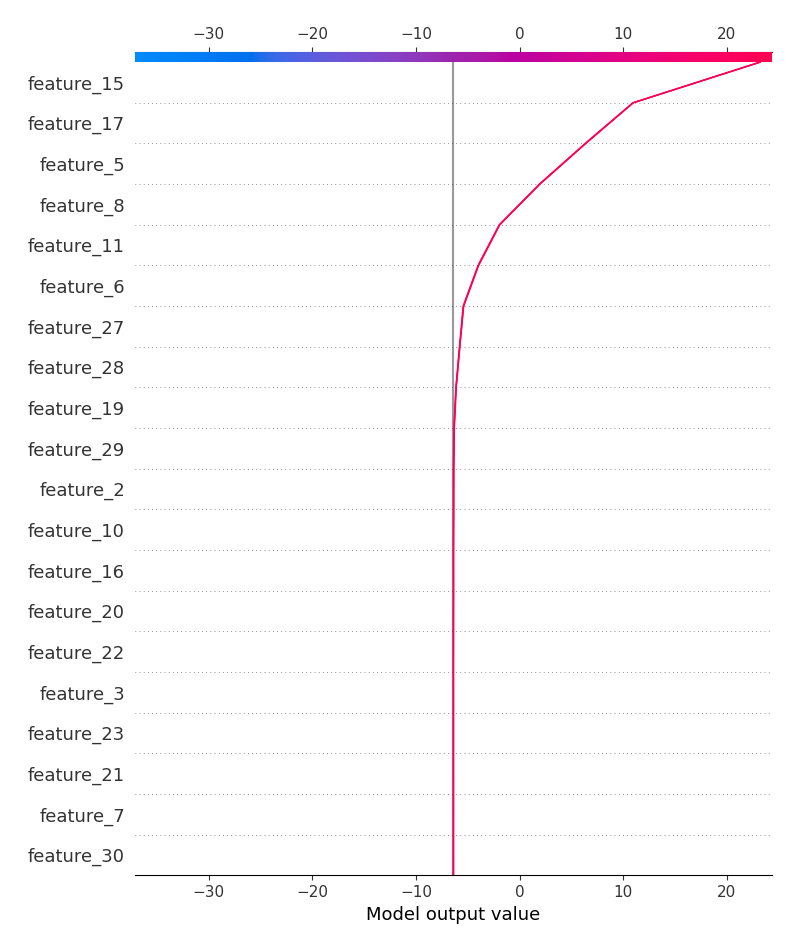 −30 −20 −10 0 10 20
feature_15
feature_17
feature_5
feature_8
feature_11
feature_6
feature_27
feature_28
feature_19
feature_29
feature_2
feature_10
feature_16
feature_20
feature_22
feature_3
feature_23
feature_21
feature_7
feature_30
−30 −20 −10 0 10 20
Model output value